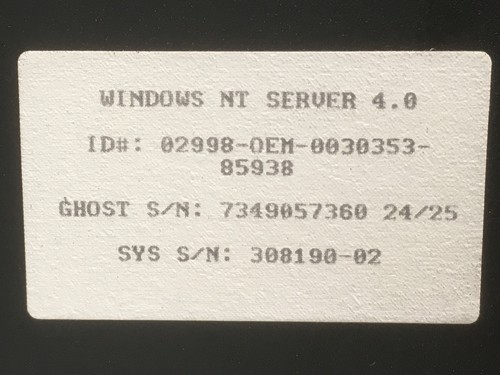 WINDOWS NT SERVER 4.0
ID#: 02998-OEM-0030353-
85938
GHOST S/N: 7349057360 24/25
SYS S/N: 308190-02